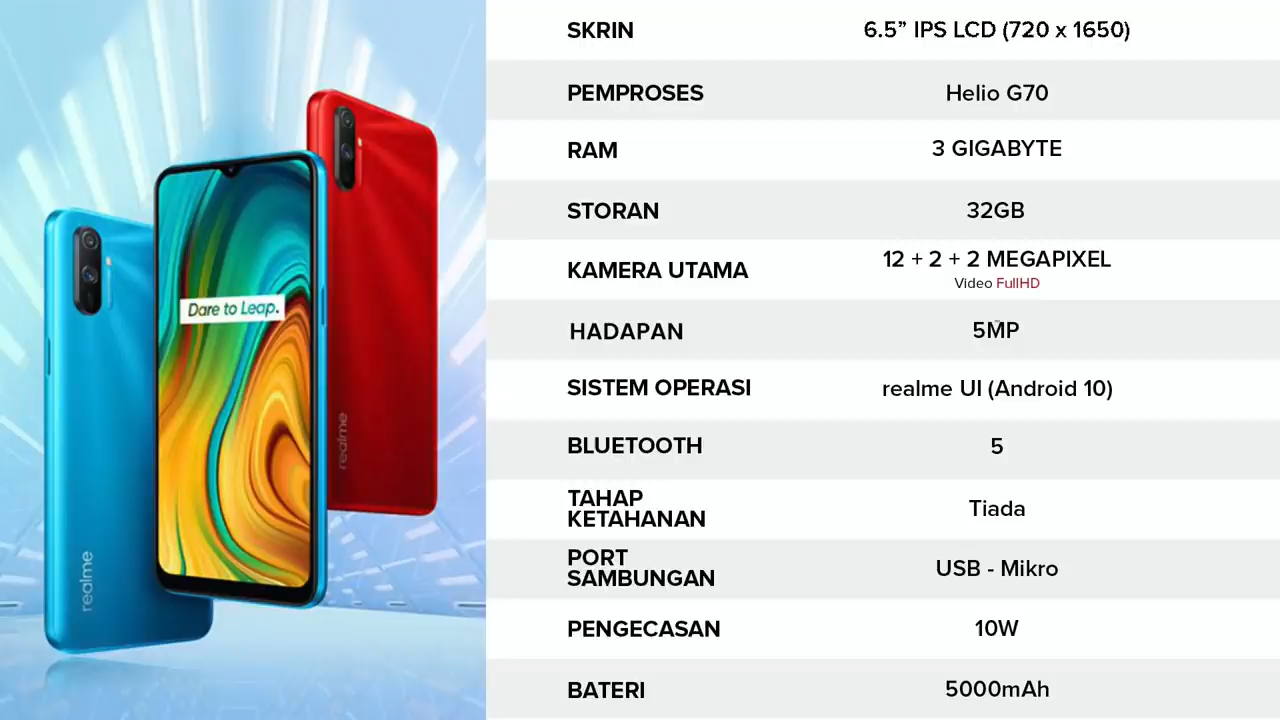 realme
Dare to Leap.
realme
SKRIN 6.5” IPS LCD (720 x 1650)
PEMPROSES Helio G70
RAM 3 GIGABYTE
STORAN 32GB
KAMERA UTAMA 12 + 2 + 2 MEGAPIXEL
Video FullHD
HADAPAN 5MP
SISTEM OPERASI realme UI (Android 10)
BLUETOOTH 5
TAHAP
KETAHANAN Tiada
PORT
SAMBUNGAN USB - Mikro
PENGECASAN 10W
BATERI 5000mAh